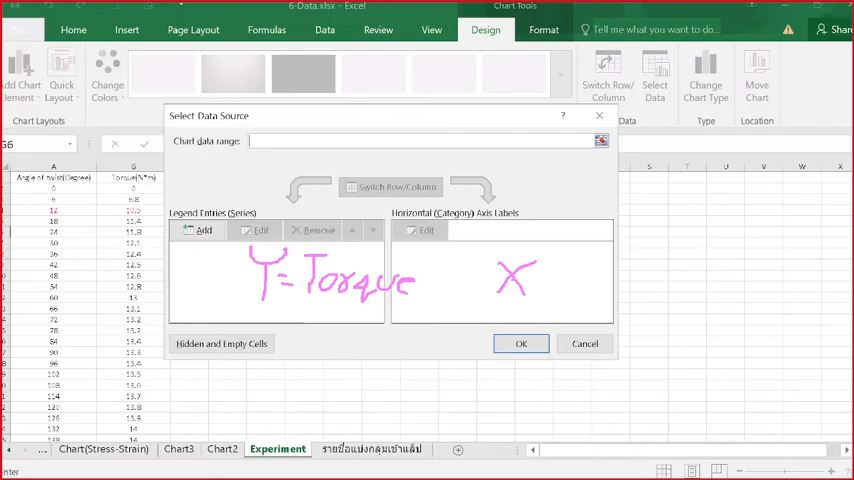 6-Data.xlsx - Excel
Chart Tools
Home Insert Page Layout Formulas Data Review View Design Format Tell me what you want to do... Share
Add Chart Element
Quick Layout
Change Colors
Switch Row/ Column
Select Data
Change Chart Type
Move Chart
Chart Layouts
Data
Type
Location
G6
Select Data Source
?
Chart data range:
Switch Row/Column
Legend Entries (Series)
Horizontal (Category) Axis Labels
Add Edit Remove
Edit
Y = Torque
X
Hidden and Empty Cells
OK
Cancel
A B S T U V W X
Angle of twist(Degree) Torque(N*m)
0 0
6 6.8
12 10.5
18 11.4
24 11.8
30 12.1
36 12.4
42 12.5
48 12.6
54 12.8
60 13
66 13.1
72 13.2
78 13.2
84 13.4
90 13.3
96 13.4
102 13.5
108 13.6
114 13.7
120 13.8
126 13.9
132 14
138 14
... Chart(Stress-Strain) Chart3 Chart2 Experiment รายชื่อแบ่งกลุ่มเข้าแล็ป